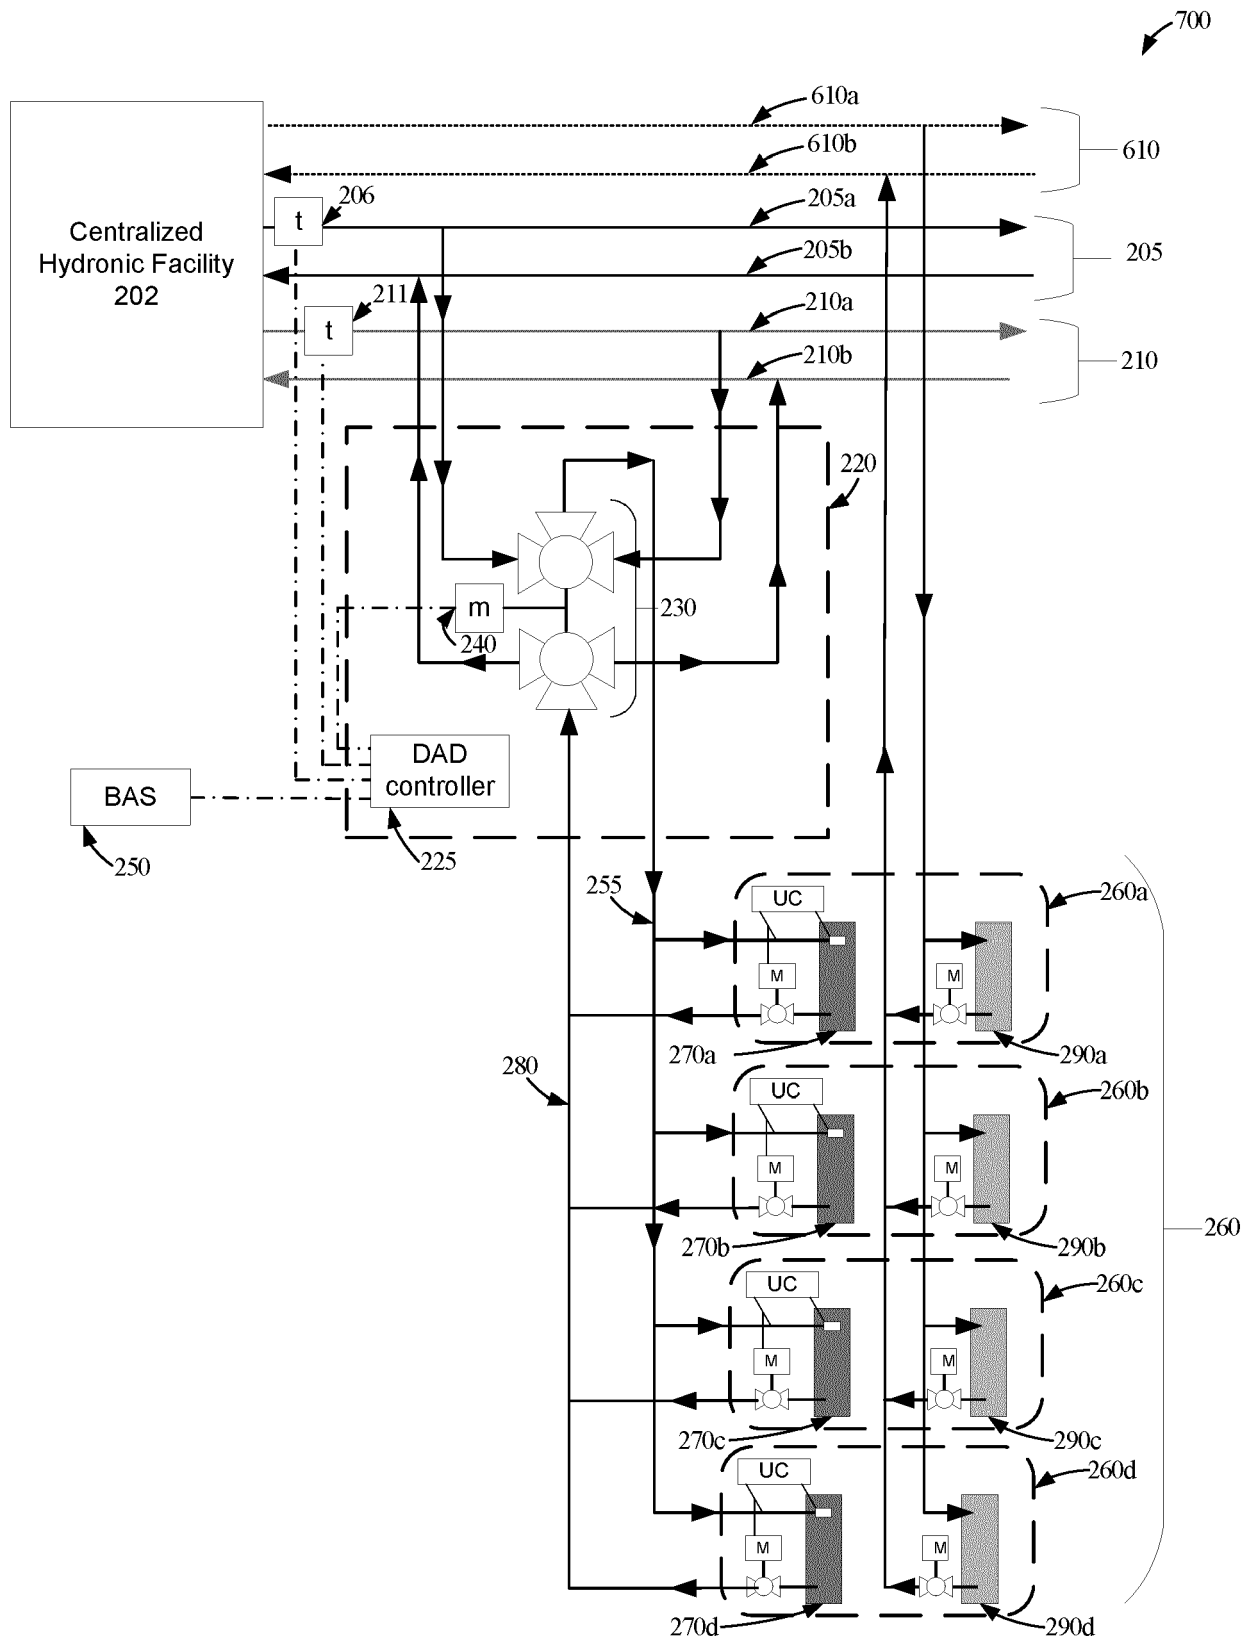 700
610a
610b
610
206
t
205a
205b
205
Centralized
Hydronic Facility
202
211
t
210a
210b
210
220
m
240
230
DAD
controller
BAS
250
225
255
UC
M
M
260a
270a
290a
280
UC
M
M
260b
270b
290b
260
UC
M
M
260c
270c
290c
UC
M
M
260d
270d
290d